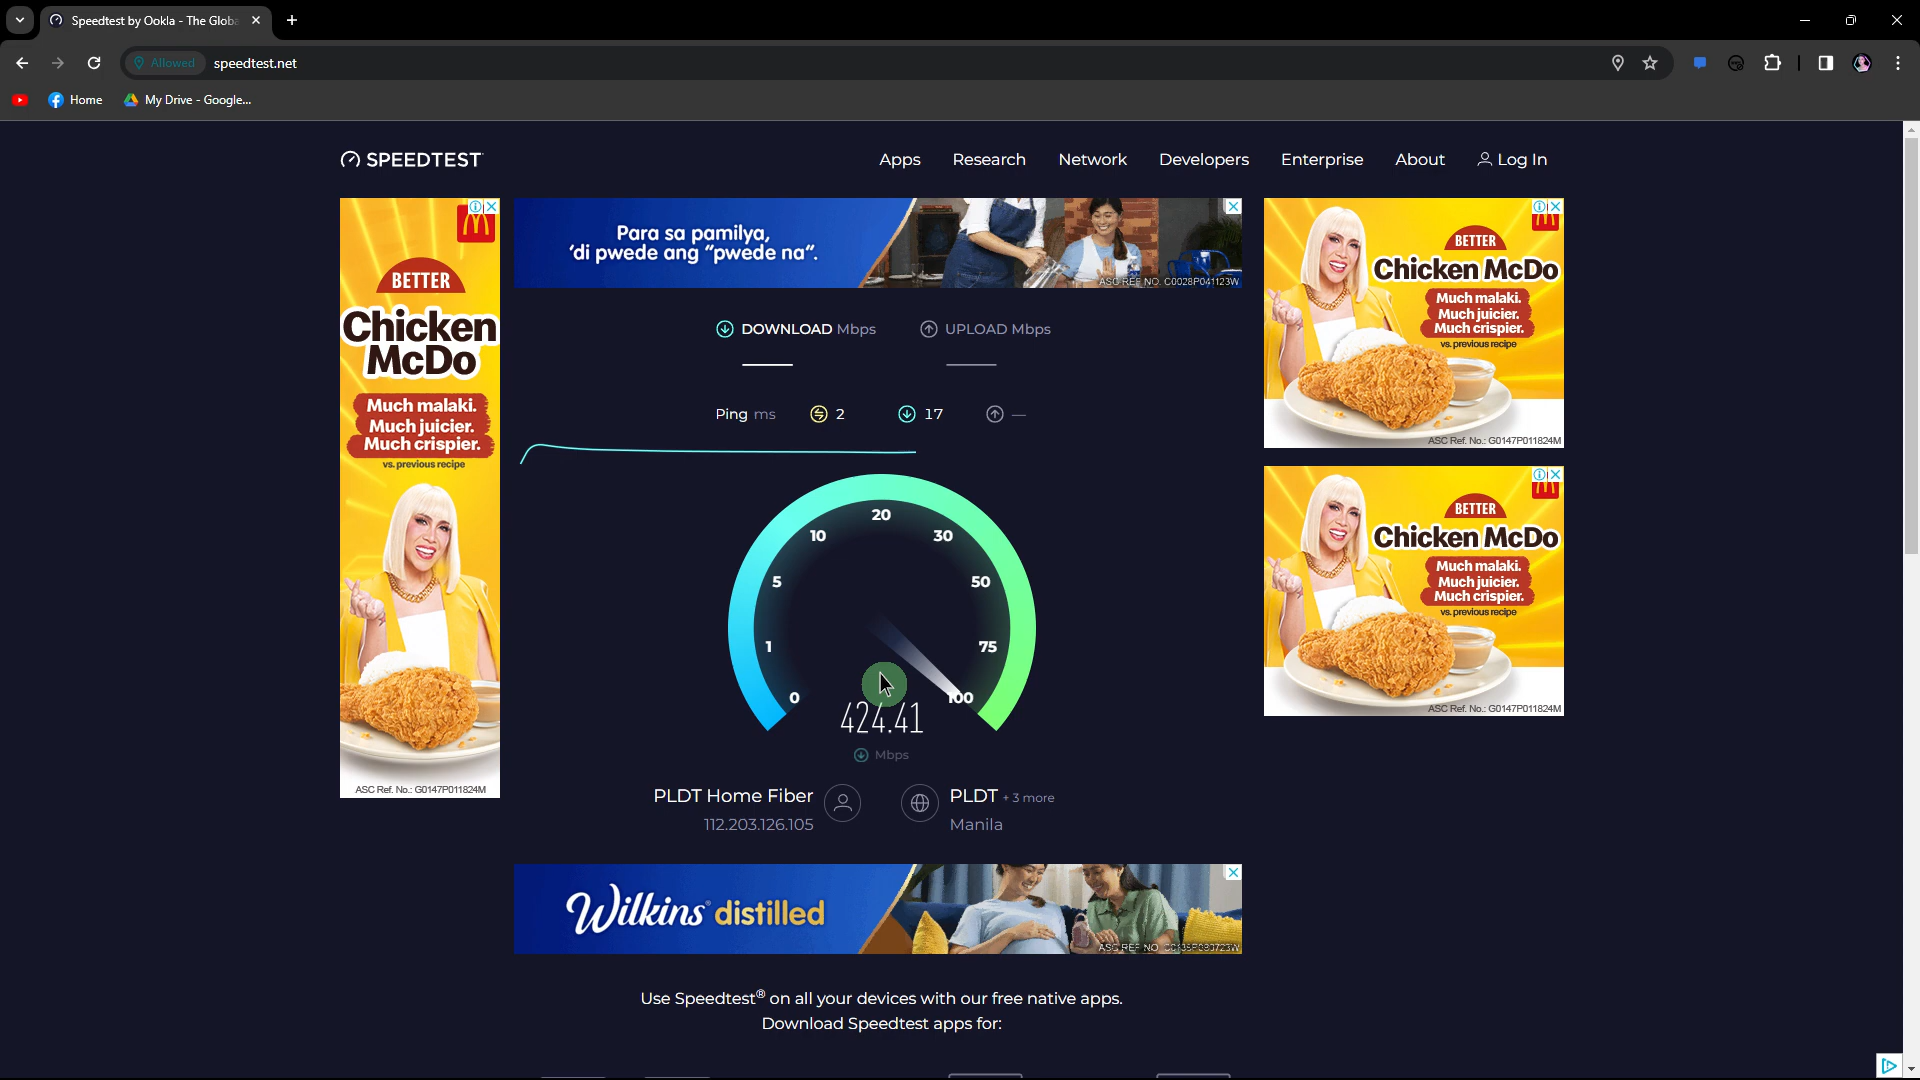 Speedtest by Ookla - The Globa
Allowed
speedtest.net
Home
My Drive - Google...
SPEEDTEST
Apps
Research
Network
Developers
Enterprise
About
Log In
BETTER
Chicken
McDo
Much malaki.
Much juicier.
Much crispier.
vs. previous recipe
ASC Ref. No.: G0147P011824M
Para sa pamilya,
'di pwede ang "pwede na".
ASC REF NO. C0028P041123W
BETTER
Chicken McDo
Much malaki.
Much juicier.
Much crispier.
vs. previous recipe
ASC Ref. No.: G0147P011824M
BETTER
Chicken McDo
Much malaki.
Much juicier.
Much crispier.
vs. previous recipe
ASC Ref. No.: G0147P011824M
DOWNLOAD Mbps
UPLOAD Mbps
Ping ms
2
17
—
0
1
5
10
20
30
50
75
100
424.41
Mbps
PLDT Home Fiber
112.203.126.105
PLDT + 3 more
Manila
Wilkins® distilled
ASC REF NO
Use Speedtest® on all your devices with our free native apps.
Download Speedtest apps for: